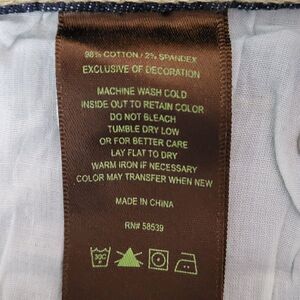 98% COTTON / 2% SPANDEX
EXCLUSIVE OF DECORATION
MACHINE WASH COLD
INSIDE OUT TO RETAIN COLOR
DO NOT BLEACH
TUMBLE DRY LOW
OR FOR BETTER CARE
LAY FLAT TO DRY
WARM IRON IF NECESSARY
COLOR MAY TRANSFER WHEN NEW
MADE IN CHINA
RN# 58539
30C